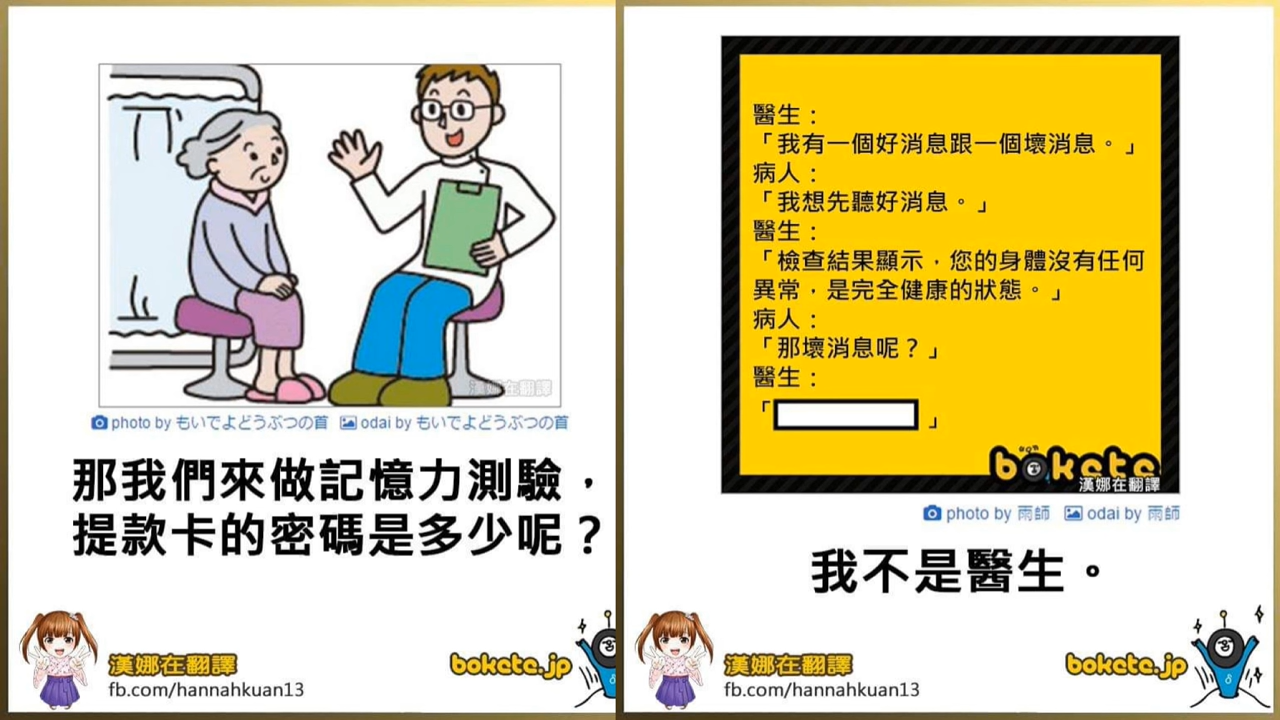 漢娜在翻譯
photo by もいでよどうぶつの首 odai by もいでよどうぶつの首
那我們來做記憶力測驗，
提款卡的密碼是多少呢？
漢娜在翻譯
fb.com/hannahkuan13
bokete.jp
醫生：
「我有一個好消息跟一個壞消息。」
病人：
「我想先聽好消息。」
醫生：
「檢查結果顯示，您的身體沒有任何
異常，是完全健康的狀態。」
病人：
「那壞消息呢？」
醫生：
「 」
bokete
漢娜在翻譯
photo by 雨師 odai by 雨師
我不是醫生。
漢娜在翻譯
fb.com/hannahkuan13
bokete.jp